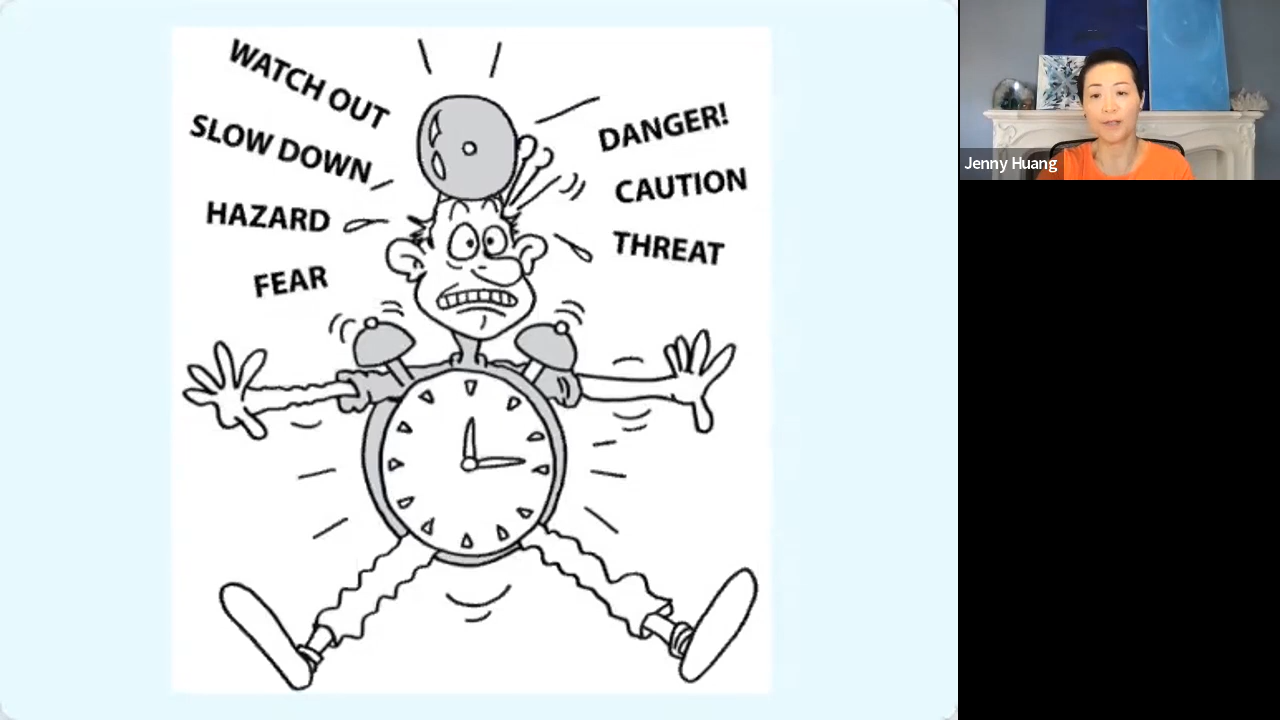 WATCH OUT
SLOW DOWN
HAZARD
FEAR
DANGER!
CAUTION
THREAT
Jenny Huang